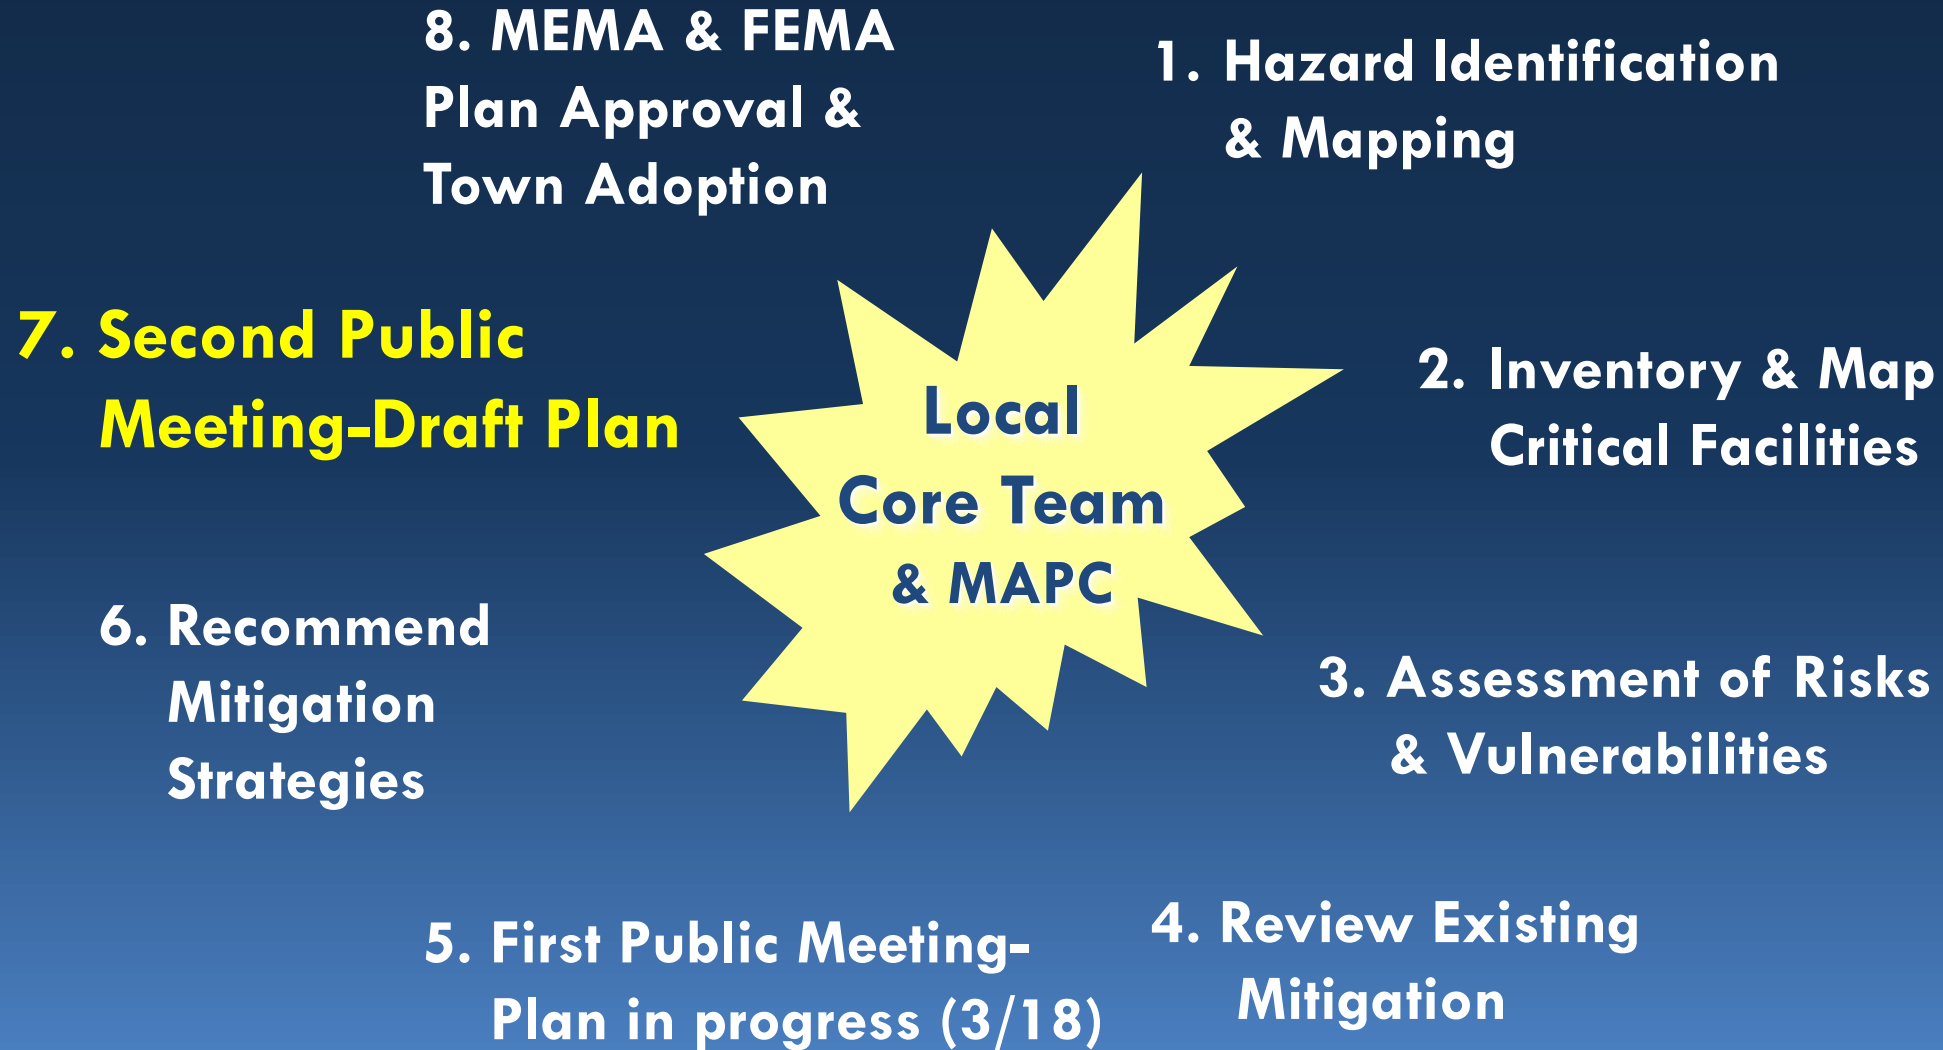 8. MEMA & FEMA
Plan Approval &
Town Adoption
1. Hazard Identification
& Mapping
2. Inventory & Map
Critical Facilities
3. Assessment of Risks
& Vulnerabilities
4. Review Existing
Mitigation
5. First Public Meeting-
Plan in progress (3/18)
6. Recommend
Mitigation
Strategies
7. Second Public
Meeting-Draft Plan
Local
Core Team
& MAPC